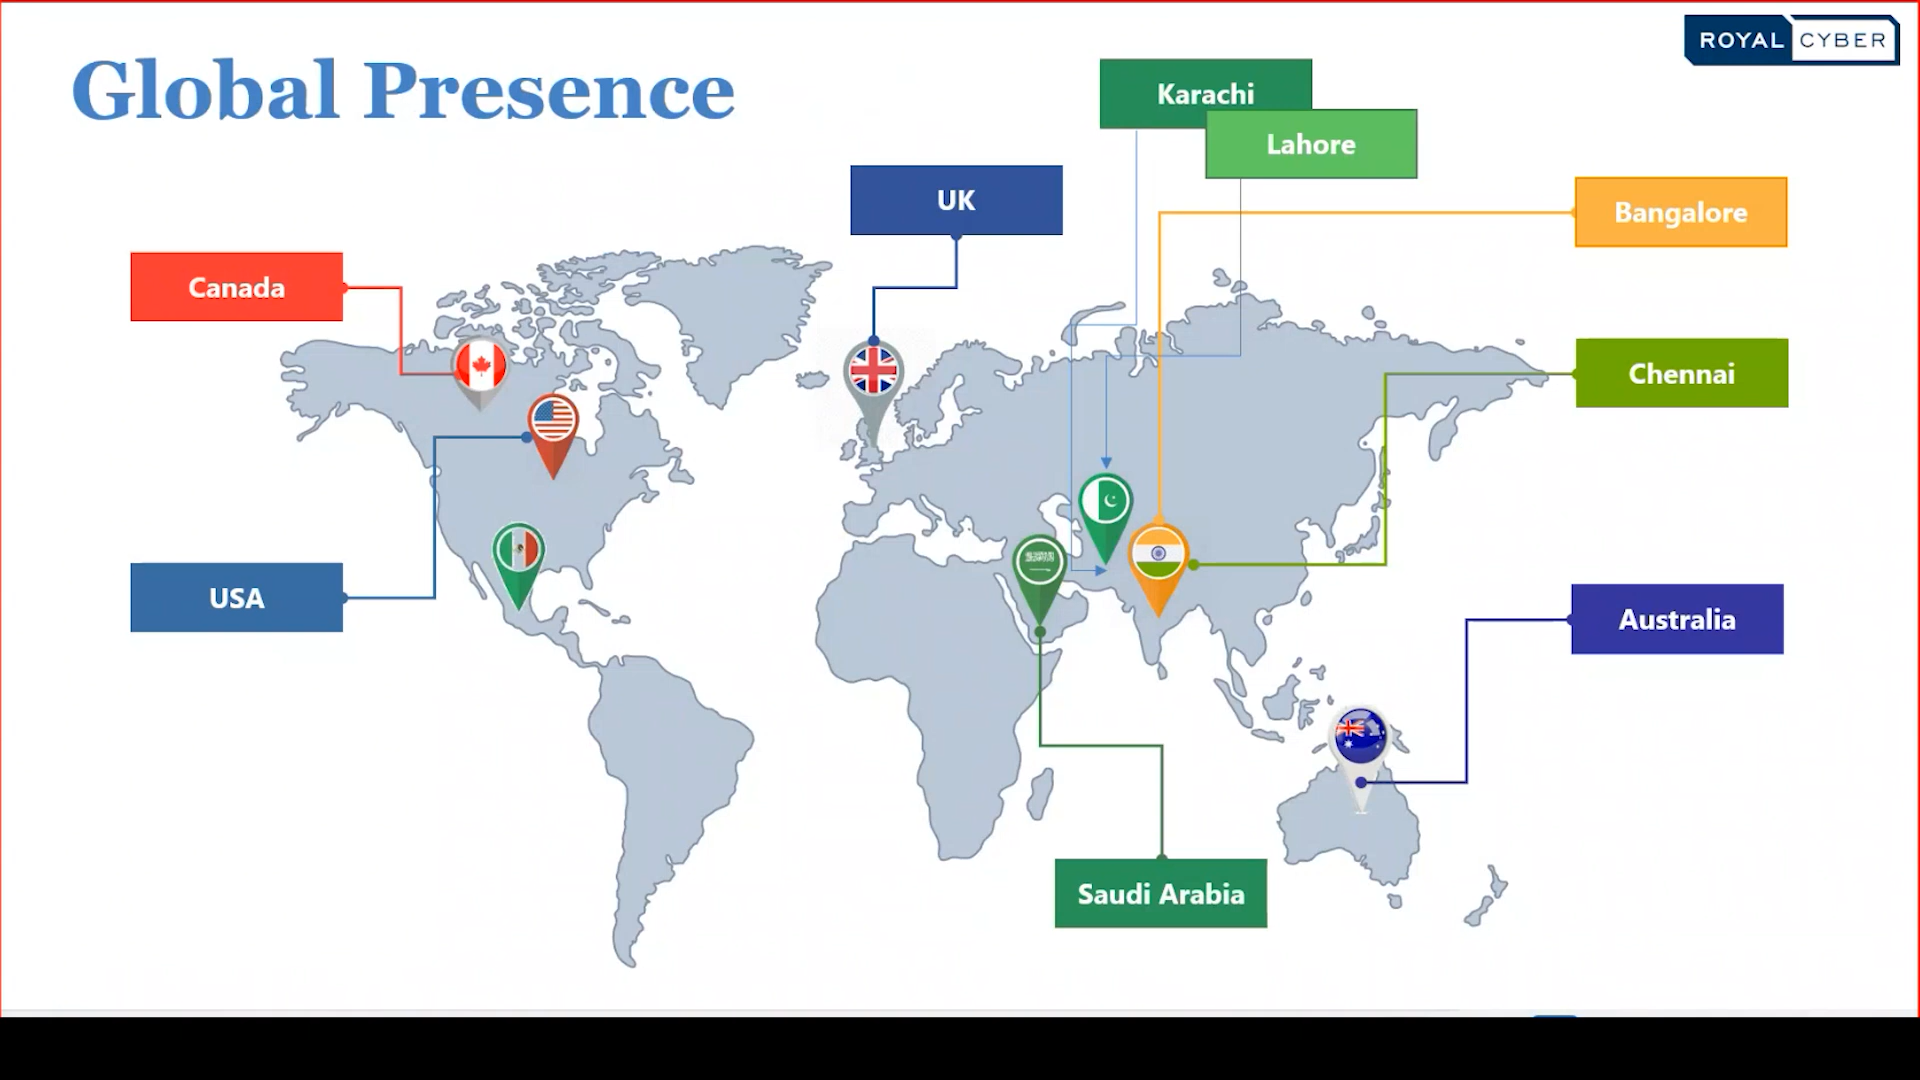 ROYAL CYBER
Global Presence
Karachi
Lahore
UK
Bangalore
Canada
Chennai
USA
Australia
Saudi Arabia